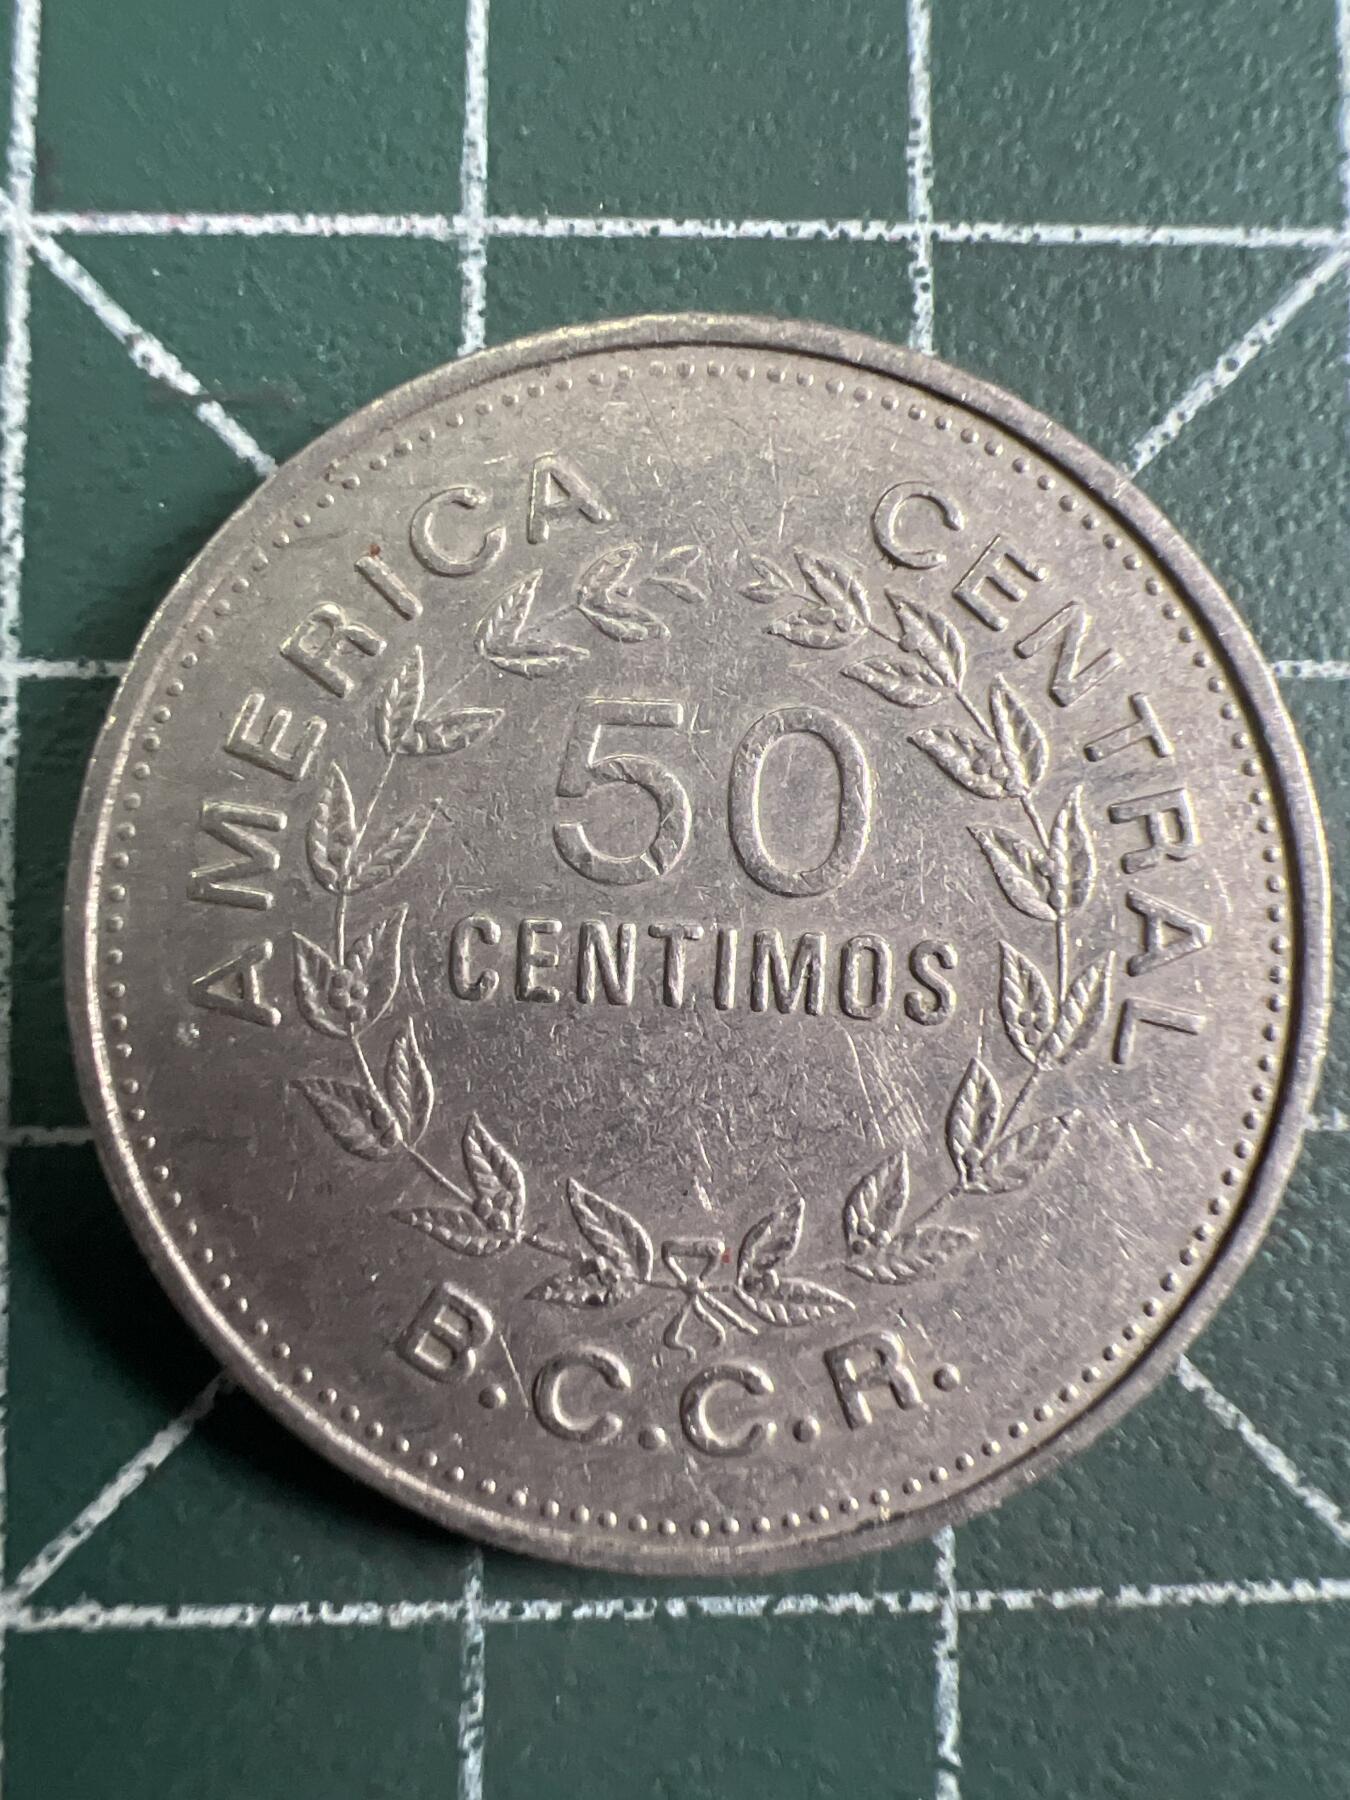 AMERICA CENTRAL
50
CENTIMOS
B.C.C.R.